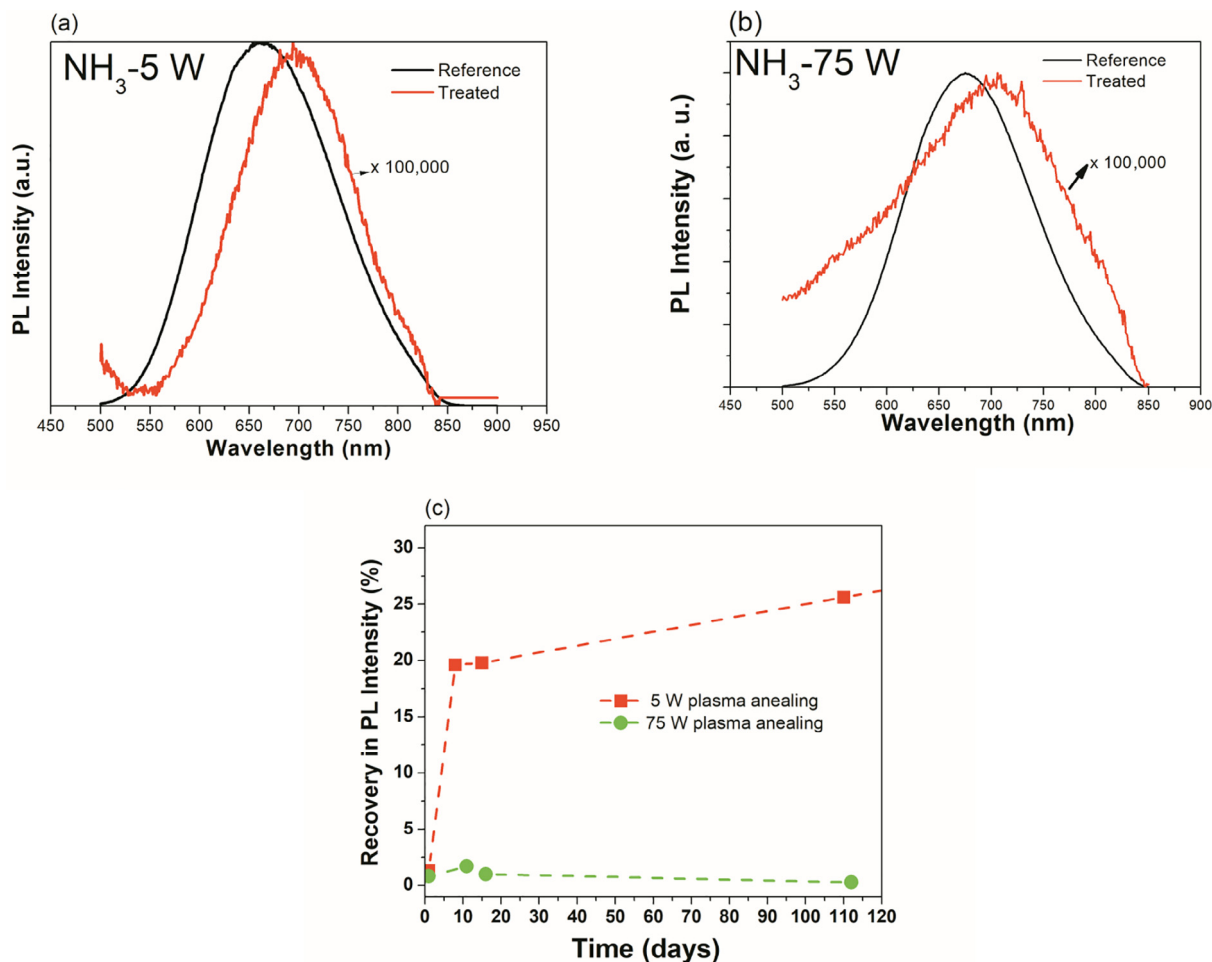 (a)
NH₃-5 W
Reference
Treated
x 100,000
PL Intensity (a.u.)
450 500 550 600 650 700 750 800 850 900 950
Wavelength (nm)
(b)
NH₃-75 W
Reference
Treated
x 100,000
PL Intensity (a. u.)
450 500 550 600 650 700 750 800 850 900
Wavelength (nm)
(c)
30
25
20
15
10
5
0
Recovery in PL Intensity (%)
5 W plasma anealing
75 W plasma anealing
0 10 20 30 40 50 60 70 80 90 100 110 120
Time (days)